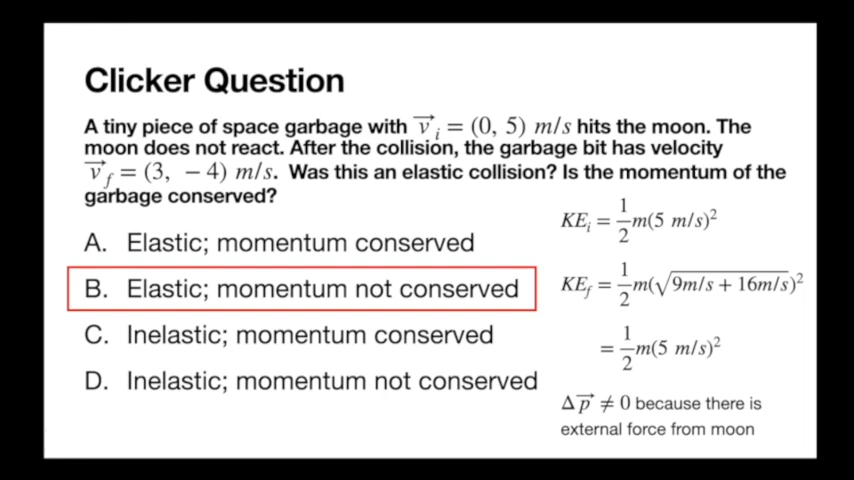 Clicker Question
A tiny piece of space garbage with v⃗ᵢ = (0, 5) m/s hits the moon. The
moon does not react. After the collision, the garbage bit has velocity
v⃗_f = (3, − 4) m/s. Was this an elastic collision? Is the momentum of the
garbage conserved?
A. Elastic; momentum conserved
B. Elastic; momentum not conserved
C. Inelastic; momentum conserved
D. Inelastic; momentum not conserved
KEᵢ = 1/2 m(5 m/s)²
KE_f = 1/2 m(√(9m/s + 16m/s))²
= 1/2 m(5 m/s)²
Δp⃗ ≠ 0 because there is
external force from moon